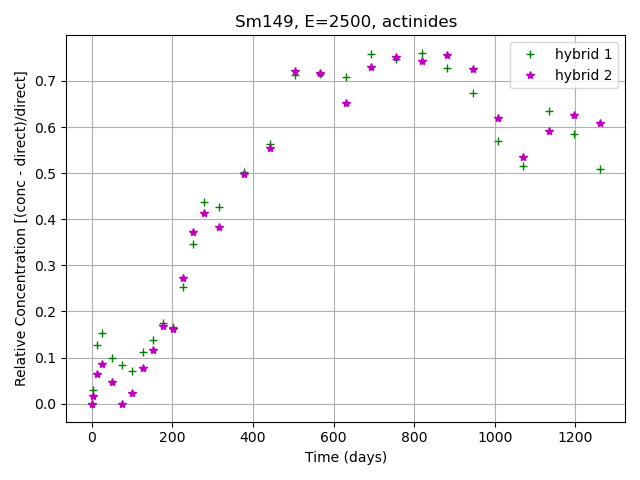 Sm149, E=2500, actinides
Relative Concentration [(conc - direct)/direct]
0.7
0.6
0.5
0.4
0.3
0.2
0.1
0.0
hybrid 1
hybrid 2
0 200 400 600 800 1000 1200
Time (days)